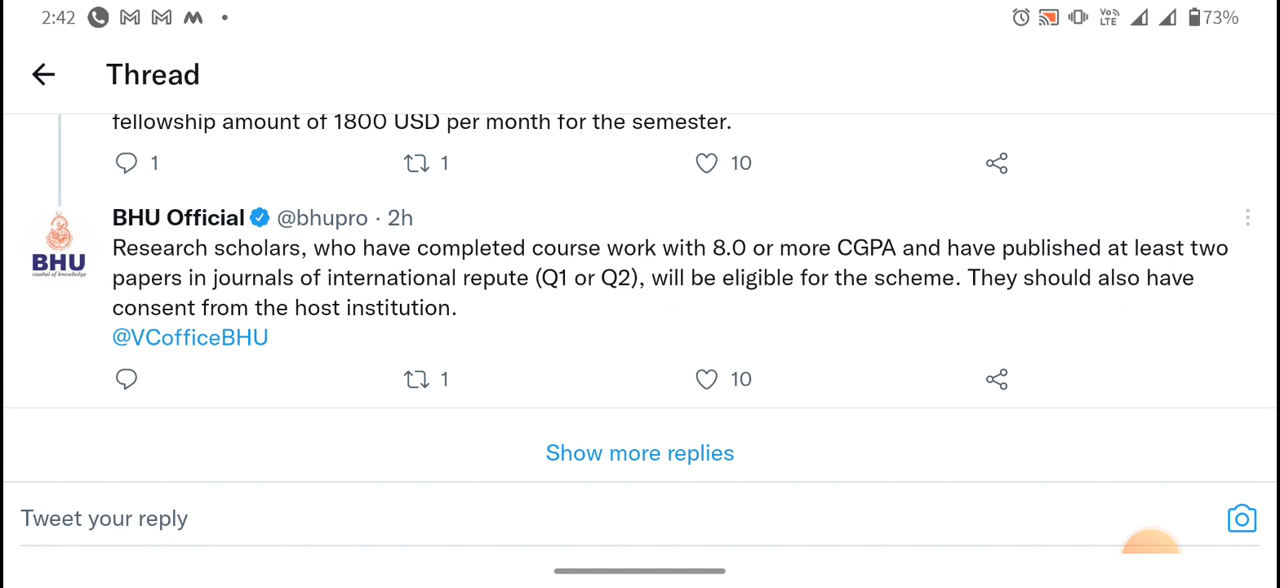 2:42 73%
Thread
fellowship amount of 1800 USD per month for the semester.
1 1 10
BHU Official @bhupro · 2h
Research scholars, who have completed course work with 8.0 or more CGPA and have published at least two
papers in journals of international repute (Q1 or Q2), will be eligible for the scheme. They should also have
consent from the host institution.
@VCofficeBHU
BHU
capital of knowledge
1 10
Show more replies
Tweet your reply